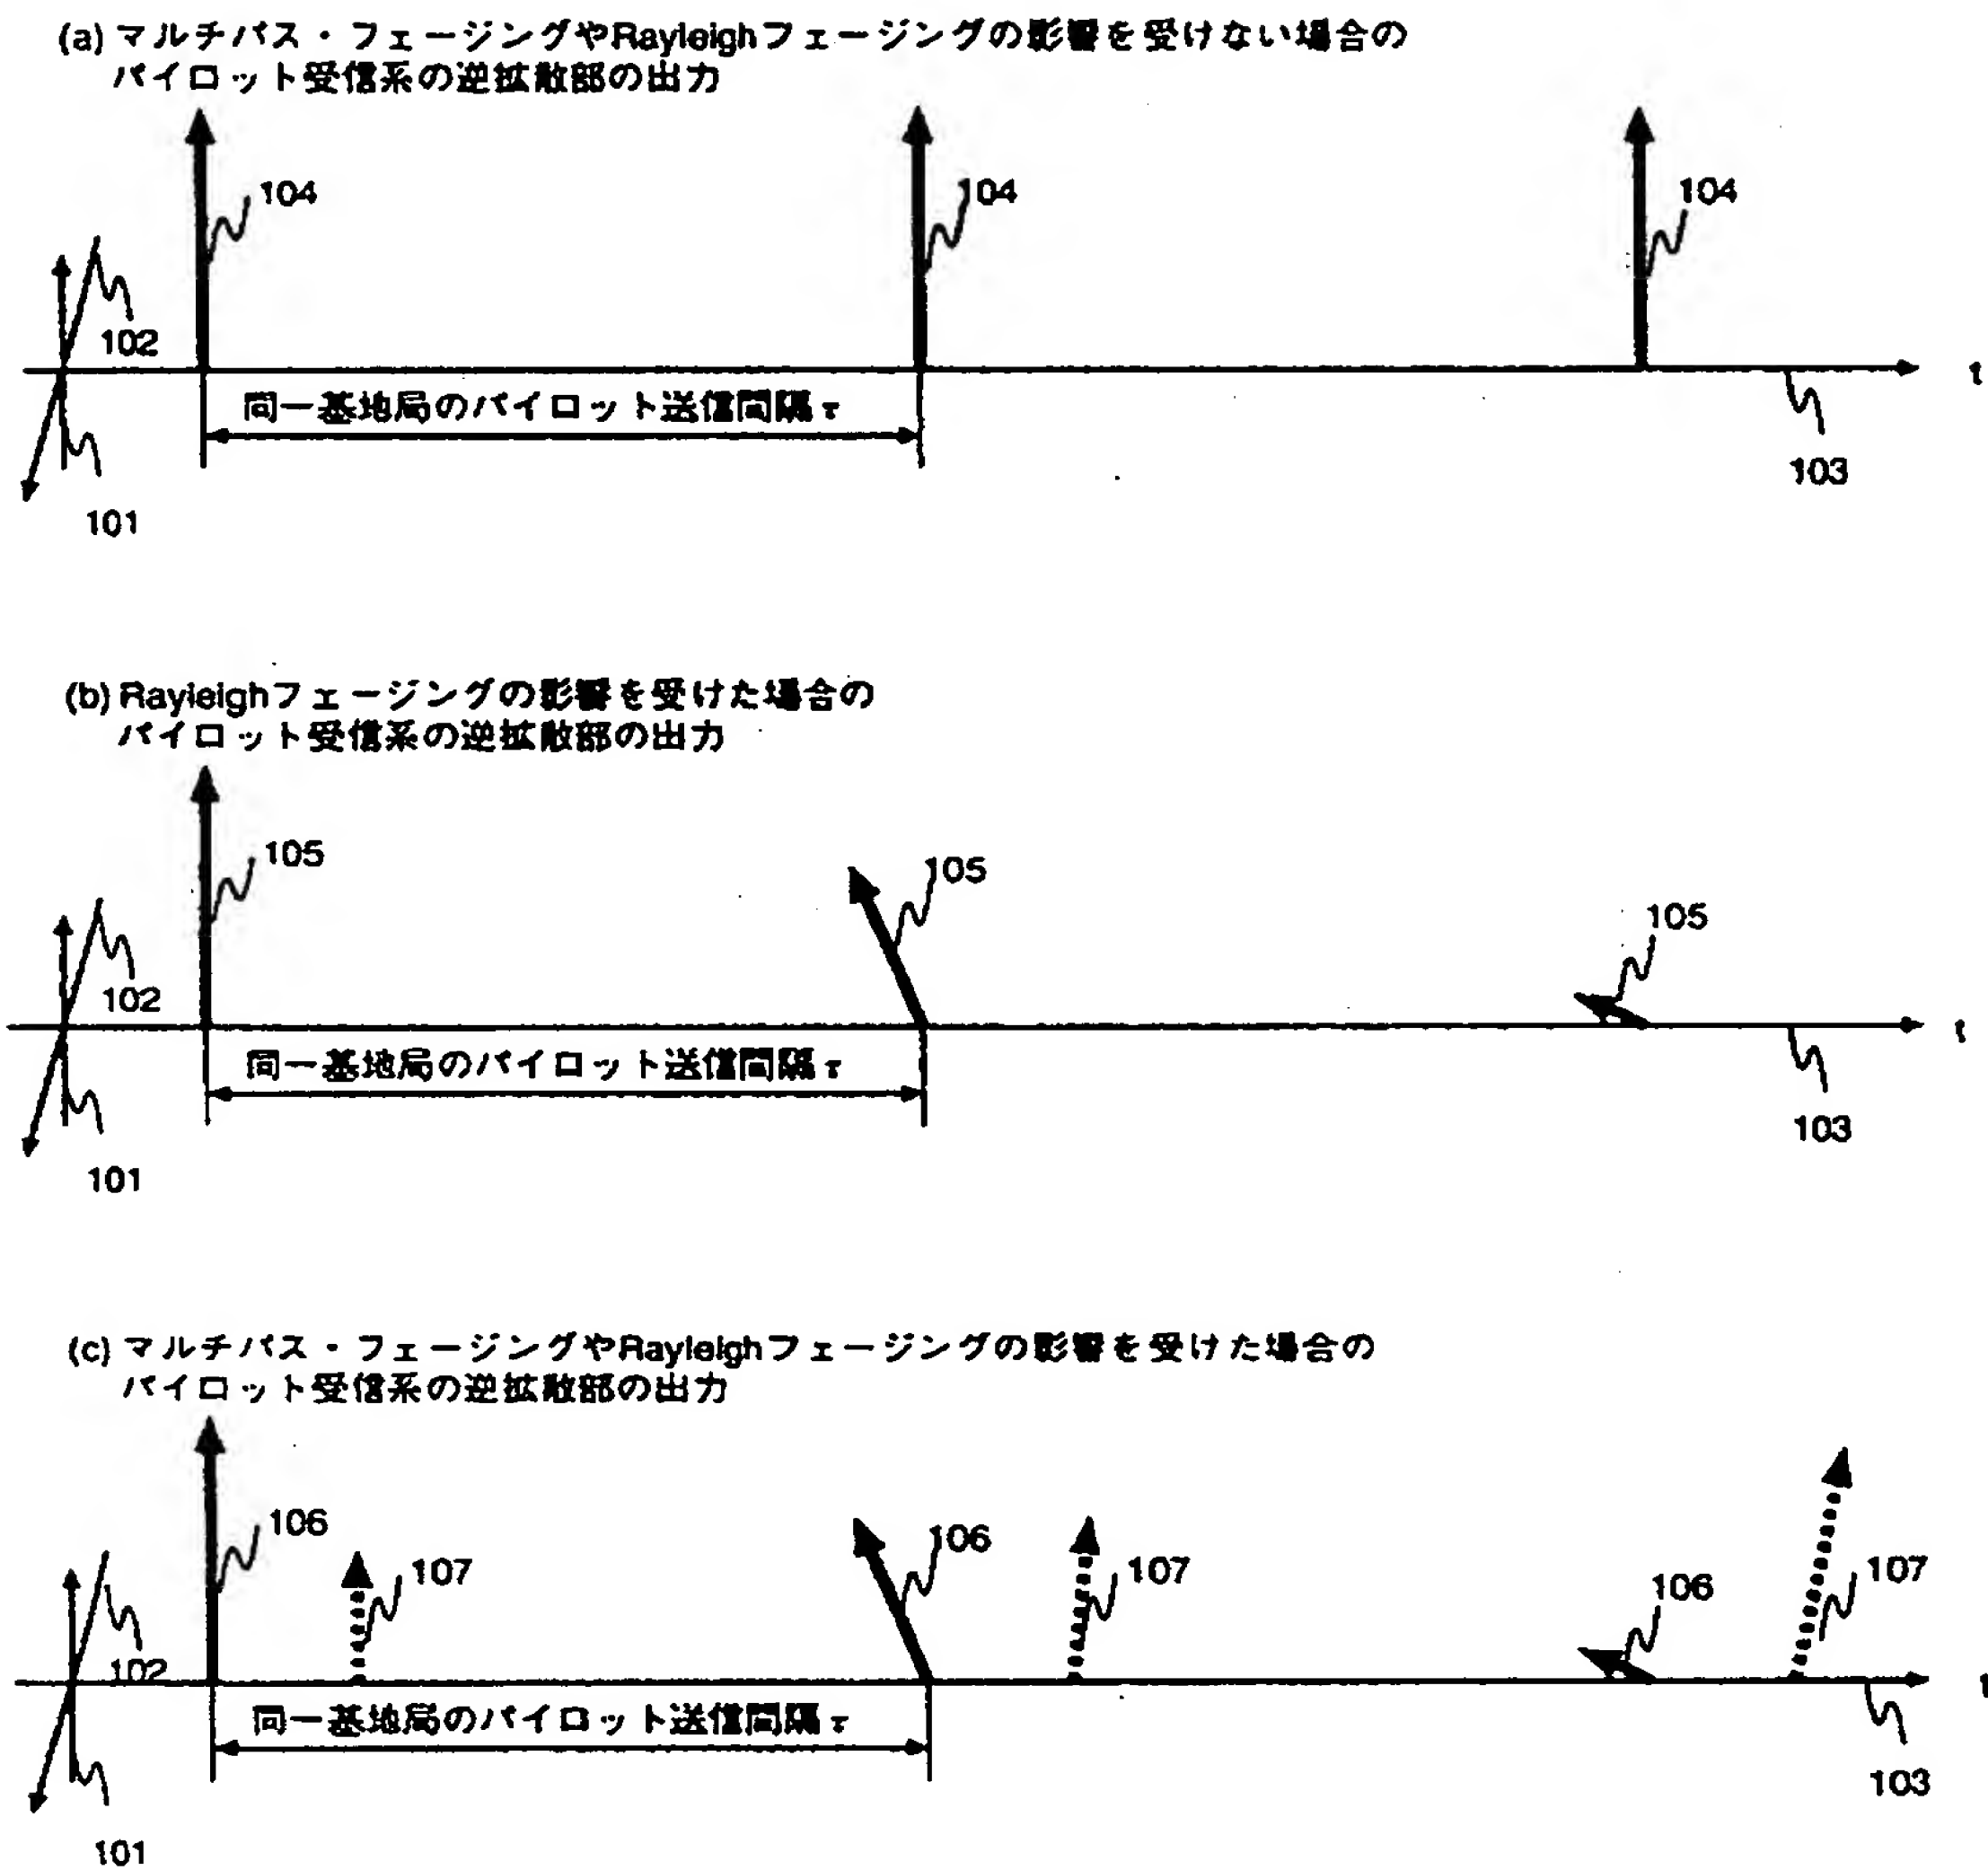 (a) マルチパス・フェージングやRayleighフェージングの影響を受けない場合の
パイロット受信系の逆拡散部の出力
104
104
104
102
t
同一基地局のパイロット送信間隔τ
103
101
(b) Rayleighフェージングの影響を受けた場合の
パイロット受信系の逆拡散部の出力
105
105
105
102
t
同一基地局のパイロット送信間隔τ
103
101
(c) マルチパス・フェージングやRayleighフェージングの影響を受けた場合の
パイロット受信系の逆拡散部の出力
106
107
106
107
106
107
102
t
同一基地局のパイロット送信間隔τ
103
101